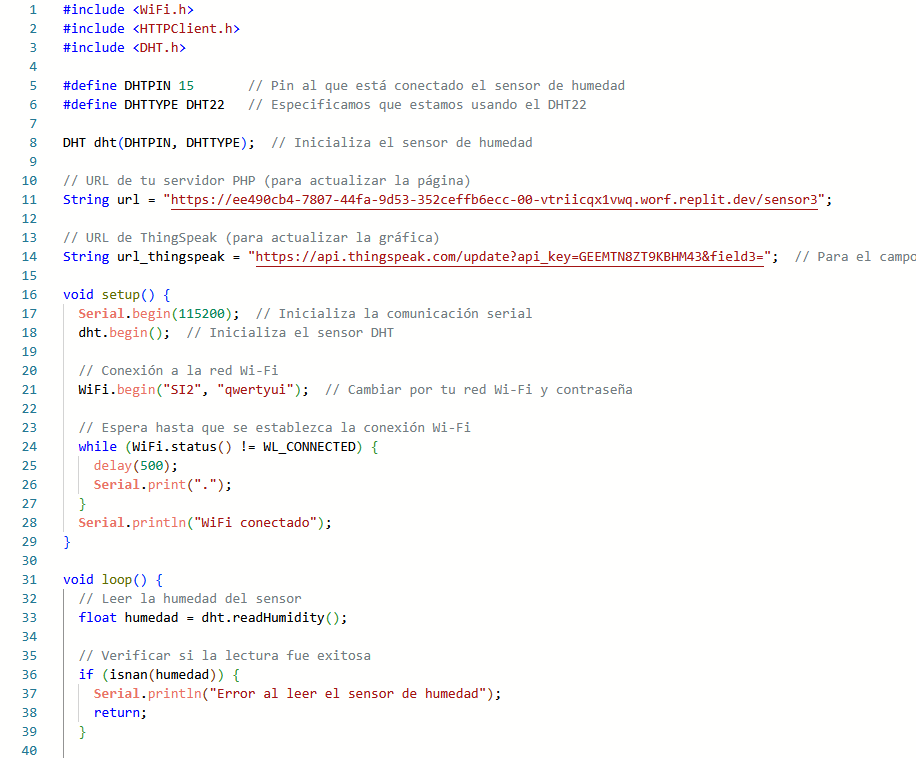 1 #include <WiFi.h>
2 #include <HTTPClient.h>
3 #include <DHT.h>
4
5 #define DHTPIN 15       // Pin al que está conectado el sensor de humedad
6 #define DHTTYPE DHT22   // Especificamos que estamos usando el DHT22
7
8 DHT dht(DHTPIN, DHTTYPE);  // Inicializa el sensor de humedad
9
10 // URL de tu servidor PHP (para actualizar la página)
11 String url = "https://ee490cb4-7807-44fa-9d53-352ceffb6ecc-00-vtriicqx1vwq.worf.replit.dev/sensor3";
12
13 // URL de ThingSpeak (para actualizar la gráfica)
14 String url_thingspeak = "https://api.thingspeak.com/update?api_key=GEEMTN8ZT9KBHM43&field3=";  // Para el campo
15
16 void setup() {
17   Serial.begin(115200);  // Inicializa la comunicación serial
18   dht.begin();  // Inicializa el sensor DHT
19
20   // Conexión a la red Wi-Fi
21   WiFi.begin("SI2", "qwertyui");  // Cambiar por tu red Wi-Fi y contraseña
22
23   // Espera hasta que se establezca la conexión Wi-Fi
24   while (WiFi.status() != WL_CONNECTED) {
25     delay(500);
26     Serial.print(".");
27   }
28   Serial.println("WiFi conectado");
29 }
30
31 void loop() {
32   // Leer la humedad del sensor
33   float humedad = dht.readHumidity();
34
35   // Verificar si la lectura fue exitosa
36   if (isnan(humedad)) {
37     Serial.println("Error al leer el sensor de humedad");
38     return;
39   }
40